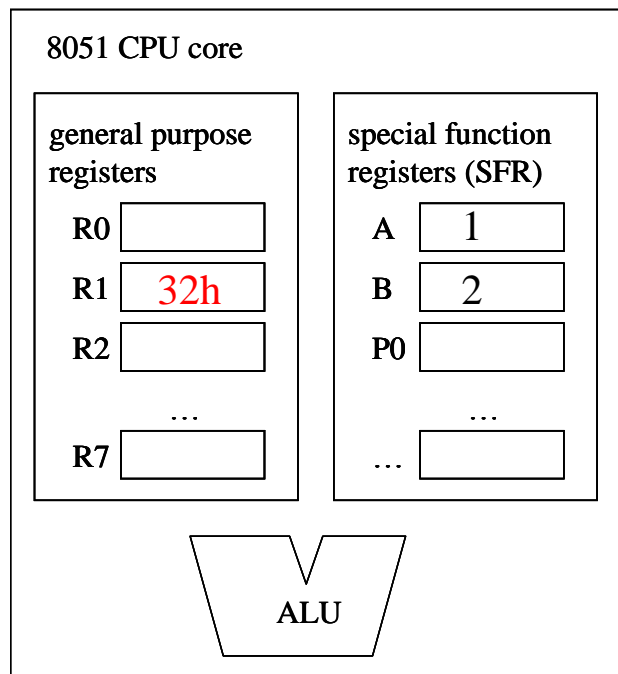 8051 CPU core
general purpose
registers
R0
R1 32h
R2
...
R7
special function
registers (SFR)
A 1
B 2
P0
...
...
ALU